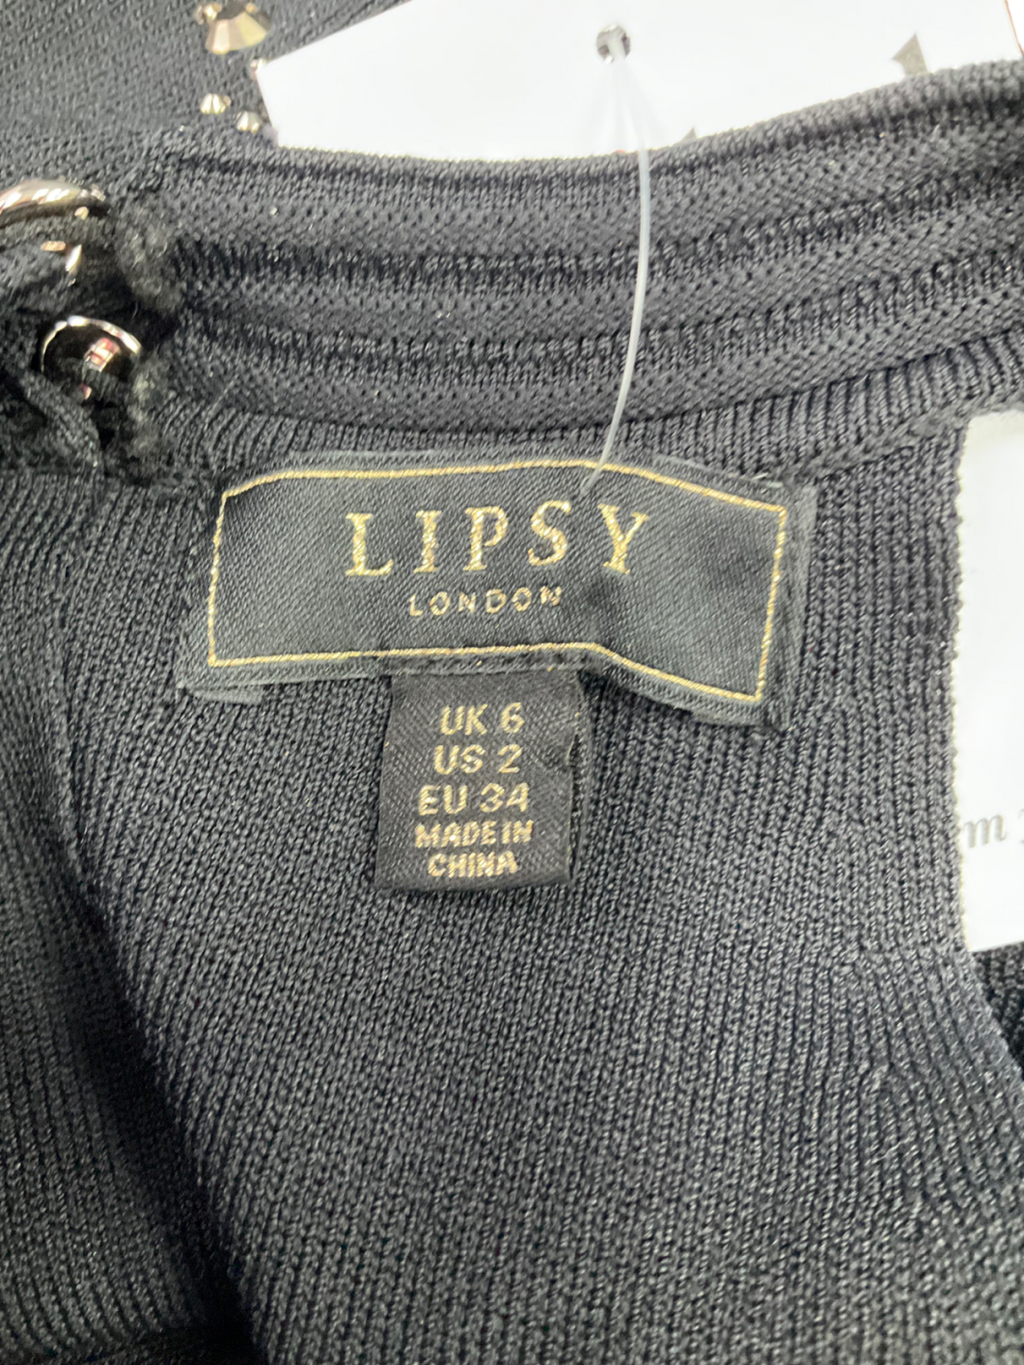 LIPSY
LONDON
UK 6
US 2
EU 34
MADE IN
CHINA